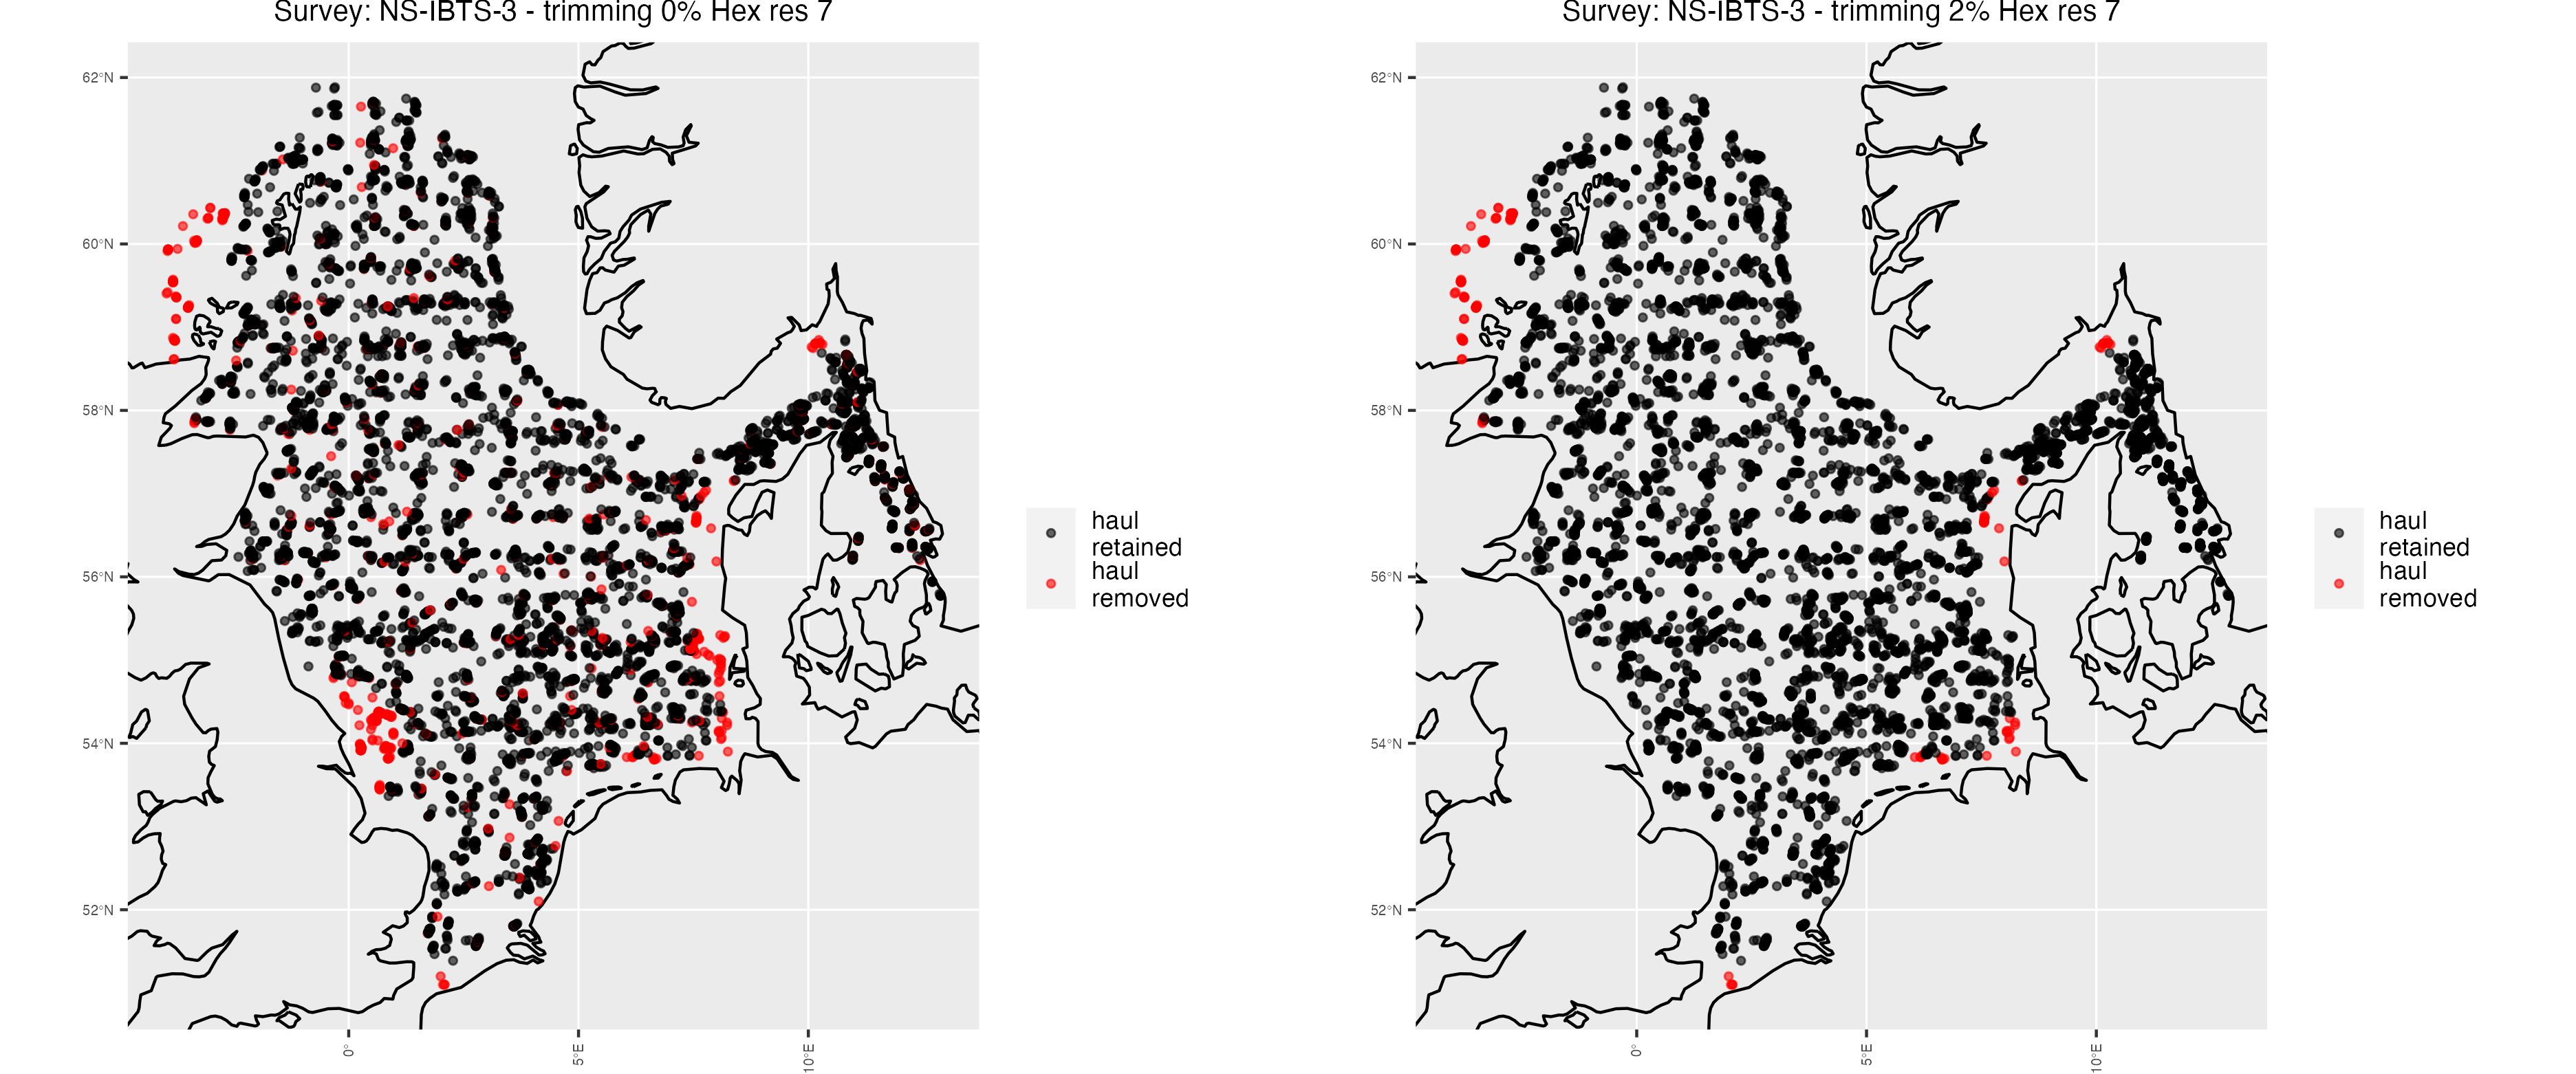 Survey: NS-IBTS-3 - trimming 0% Hex res 7
62°N
60°N
58°N
56°N
54°N
52°N
0°
5°E
10°E
haul
retained
haul
removed
Survey: NS-IBTS-3 - trimming 2% Hex res 7
62°N
60°N
58°N
56°N
54°N
52°N
0°
5°E
10°E
haul
retained
haul
removed